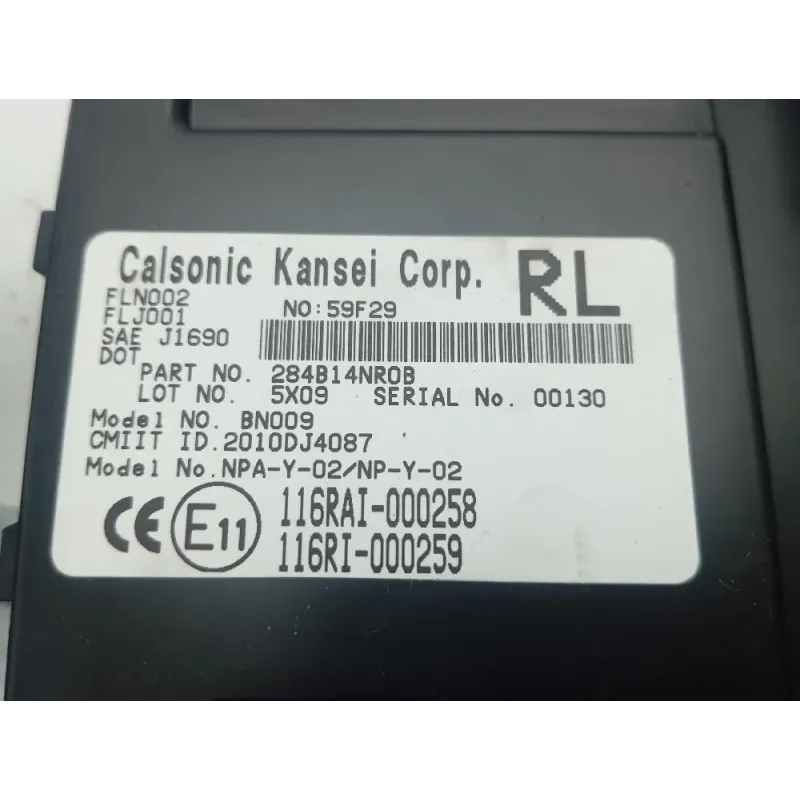 Calsonic Kansei Corp. RL
FLN002
FLJ001 NO:59F29
SAE J1690
DOT
PART NO. 284B14NR0B
LOT NO. 5X09 SERIAL No. 00130
Model NO. BN009
CMIIT ID.2010DJ4087
Model No.NPA-Y-02/NP-Y-02
CE E11 116RAI-000258
116RI-000259